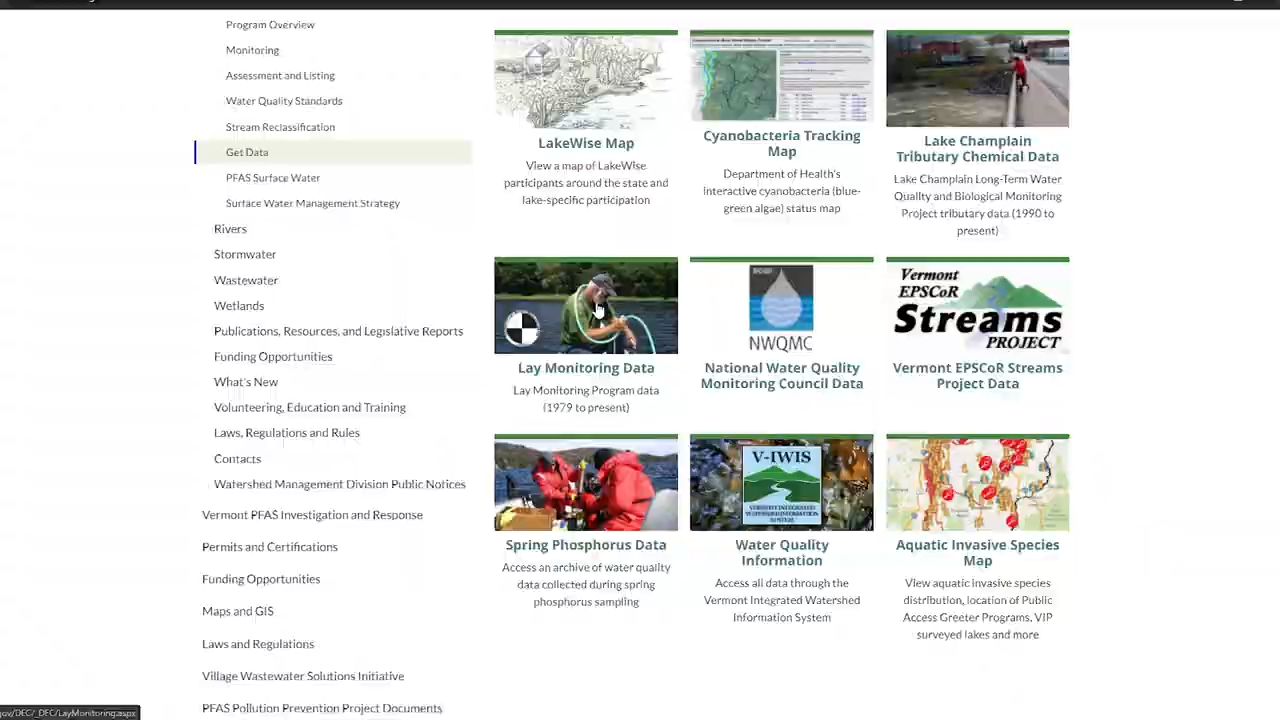 Program Overview
Monitoring
Assessment and Listing
Water Quality Standards
Stream Reclassification
Get Data
PFAS Surface Water
Surface Water Management Strategy
Rivers
Stormwater
Wastewater
Wetlands
Publications, Resources, and Legislative Reports
Funding Opportunities
What's New
Volunteering, Education and Training
Laws, Regulations and Rules
Contacts
Watershed Management Division Public Notices
Vermont PFAS Investigation and Response
Permits and Certifications
Funding Opportunities
Maps and GIS
Laws and Regulations
Village Wastewater Solutions Initiative
PFAS Pollution Prevention Project Documents
LakeWise Map
View a map of LakeWise
participants around the state and
lake-specific participation
Cyanobacteria Tracking
Map
Department of Health's
interactive cyanobacteria (blue-
green algae) status map
Lake Champlain
Tributary Chemical Data
Lake Champlain Long-Term Water
Quality and Biological Monitoring
Project tributary data (1990 to
present)
Lay Monitoring Data
Lay Monitoring Program data
(1979 to present)
NWQMC
National Water Quality
Monitoring Council Data
Vermont
EPSCoR
Streams
PROJECT
Vermont EPSCoR Streams
Project Data
Spring Phosphorus Data
Access an archive of water quality
data collected during spring
phosphorus sampling
V-IWIS
VERMONT INTEGRATED
WATERSHED INFORMATION
SYSTEM
Water Quality
Information
Access all data through the
Vermont Integrated Watershed
Information System
Aquatic Invasive Species
Map
View aquatic invasive species
distribution, location of Public
Access Greeter Programs, VIP
surveyed lakes and more
gov/DEC/_DEC/LayMonitoring.aspx